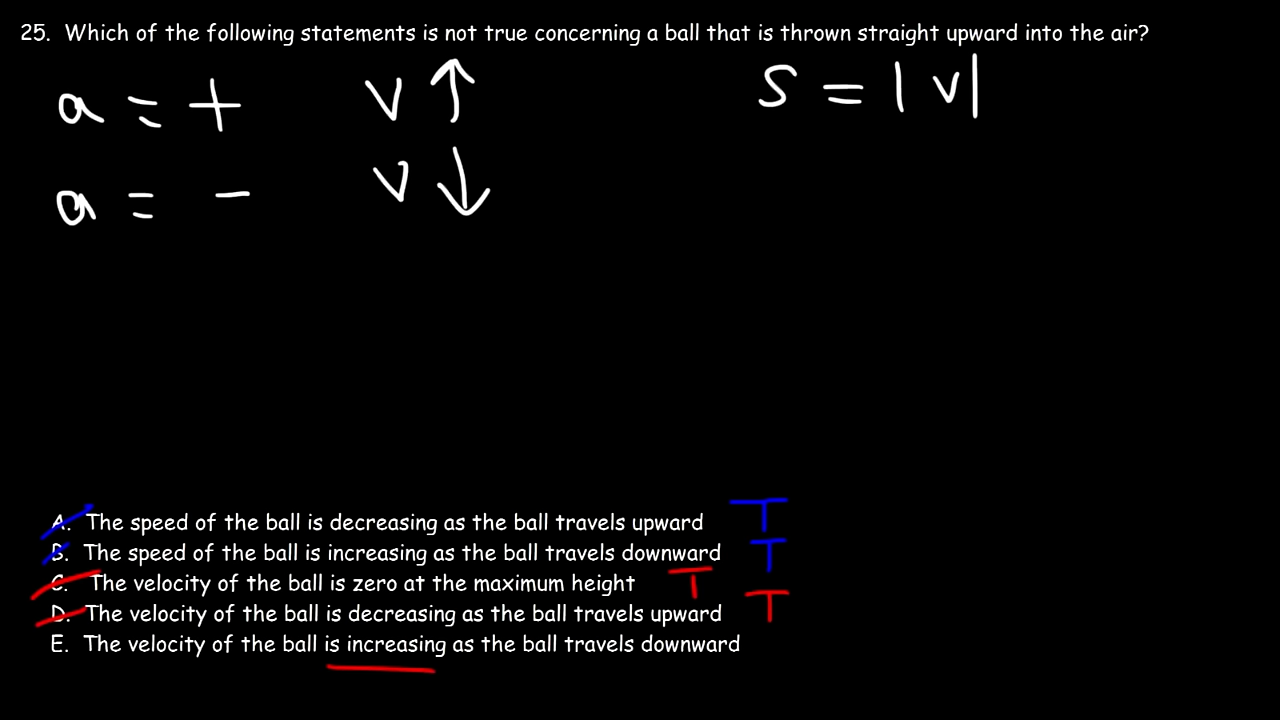 25. Which of the following statements is not true concerning a ball that is thrown straight upward into the air?
a = + v ↑ s = |v|
a = - v ↓
A. The speed of the ball is decreasing as the ball travels upward T
B. The speed of the ball is increasing as the ball travels downward T
C. The velocity of the ball is zero at the maximum height T
D. The velocity of the ball is decreasing as the ball travels upward T
E. The velocity of the ball is increasing as the ball travels downward